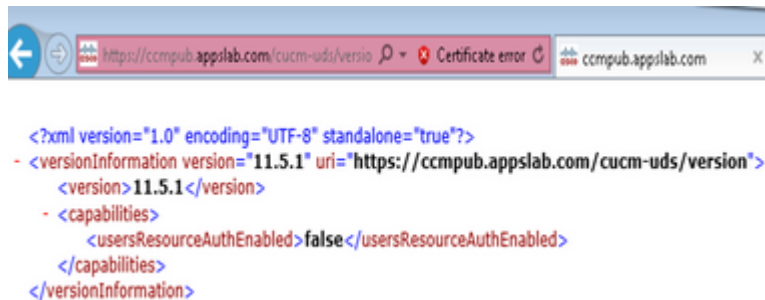 https://ccmpub.appslab.com/cucm-uds/versio Certificate error ccmpub.appslab.com X
<?xml version="1.0" encoding="UTF-8" standalone="true"?>
- <versionInformation version="11.5.1" uri="https://ccmpub.appslab.com/cucm-uds/version">
<version>11.5.1</version>
- <capabilities>
<usersResourceAuthEnabled>false</usersResourceAuthEnabled>
</capabilities>
</versionInformation>